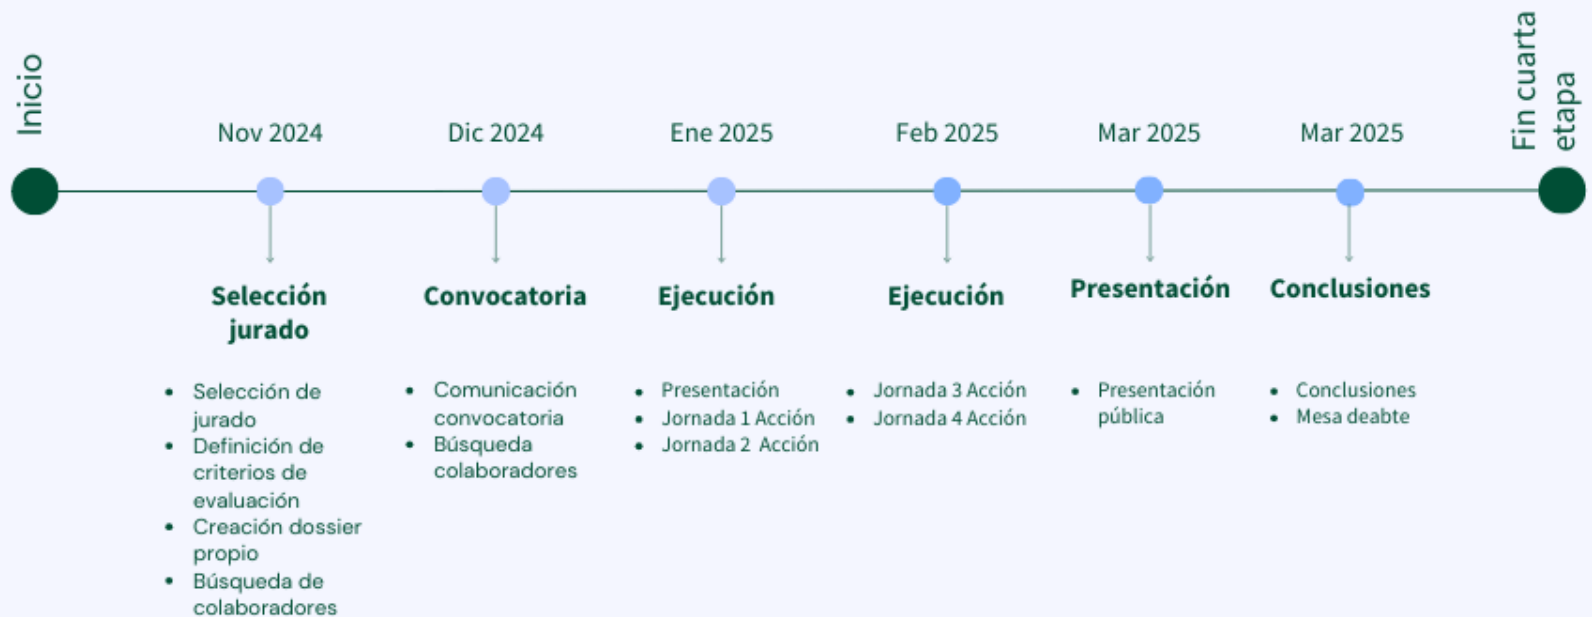 Inicio
Fin cuarta
etapa
Nov 2024
Dic 2024
Ene 2025
Feb 2025
Mar 2025
Mar 2025
Selección
jurado
Convocatoria
Ejecución
Ejecución
Presentación
Conclusiones
• Selección de
jurado
• Definición de
criterios de
evaluación
• Creación dossier
propio
• Búsqueda de
colaboradores
• Comunicación
convocatoria
• Búsqueda
colaboradores
• Presentación
• Jornada 1 Acción
• Jornada 2 Acción
• Jornada 3 Acción
• Jornada 4 Acción
• Presentación
pública
• Conclusiones
• Mesa deabte